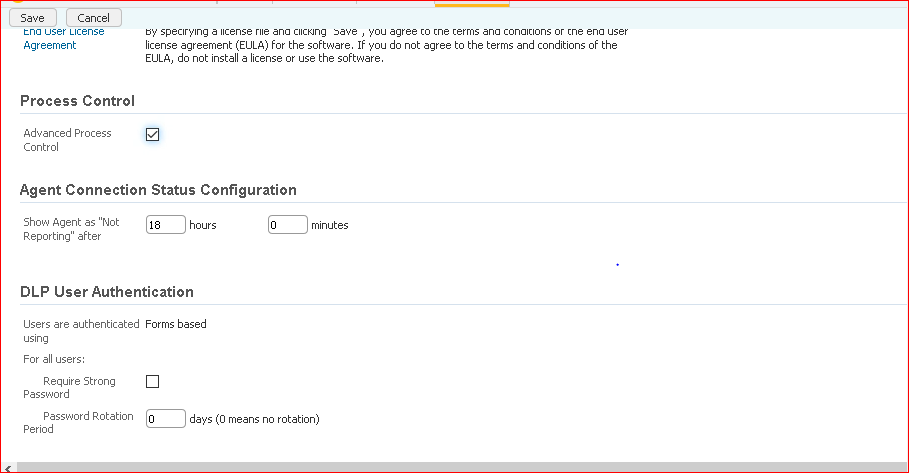 Save Cancel
End User License By specifying a license file and clicking "Save", you agree to the terms and conditions of the end user
Agreement license agreement (EULA) for the software. If you do not agree to the terms and conditions of the
EULA, do not install a license or use the software.
Process Control
Advanced Process
Control
Agent Connection Status Configuration
Show Agent as "Not 18 hours 0 minutes
Reporting" after
DLP User Authentication
Users are authenticated Forms based
using
For all users:
Require Strong
Password
Password Rotation 0 days (0 means no rotation)
Period